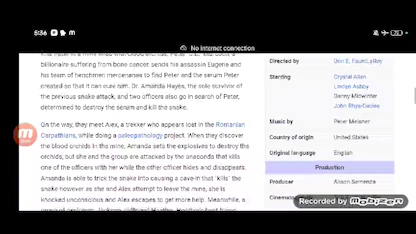 5:36
No internet connection
billionaire suffering from bone cancer, sends his assassin Eugene and
his team of henchmen mercenaries to find Peter and the serum Peter
created so that it can cure him. Dr. Amanda Hayes, the sole survivor of
the previous snake attack, and two officers also go in search of Peter,
determined to destroy the serum and kill the snake.
On the way, they meet Alex, a trekker who appears lost in the Romanian
Carpathians, while doing a paleopathology project. When they discover
the blood orchids in the mine, Amanda sets the explosives to destroy the
orchids, but she and the group are attacked by the anaconda that kills
one of the officers with her while the other officer hides and disappears.
Amanda is able to trick the snake into causing a cave-in that "kills" the
snake however as she and Alex attempt to leave the mine, she is
knocked unconscious and Alex escapes to get more help. Meanwhile, a
Directed by Don E. FauntLeRoy
Starring Crystal Allen
Linden Ashby
Danny Midwinter
John Rhys-Davies
Music by Peter Meisner
Country of origin United States
Original language English
Production
Producer Alison Semenza
Recorded by Mobizen